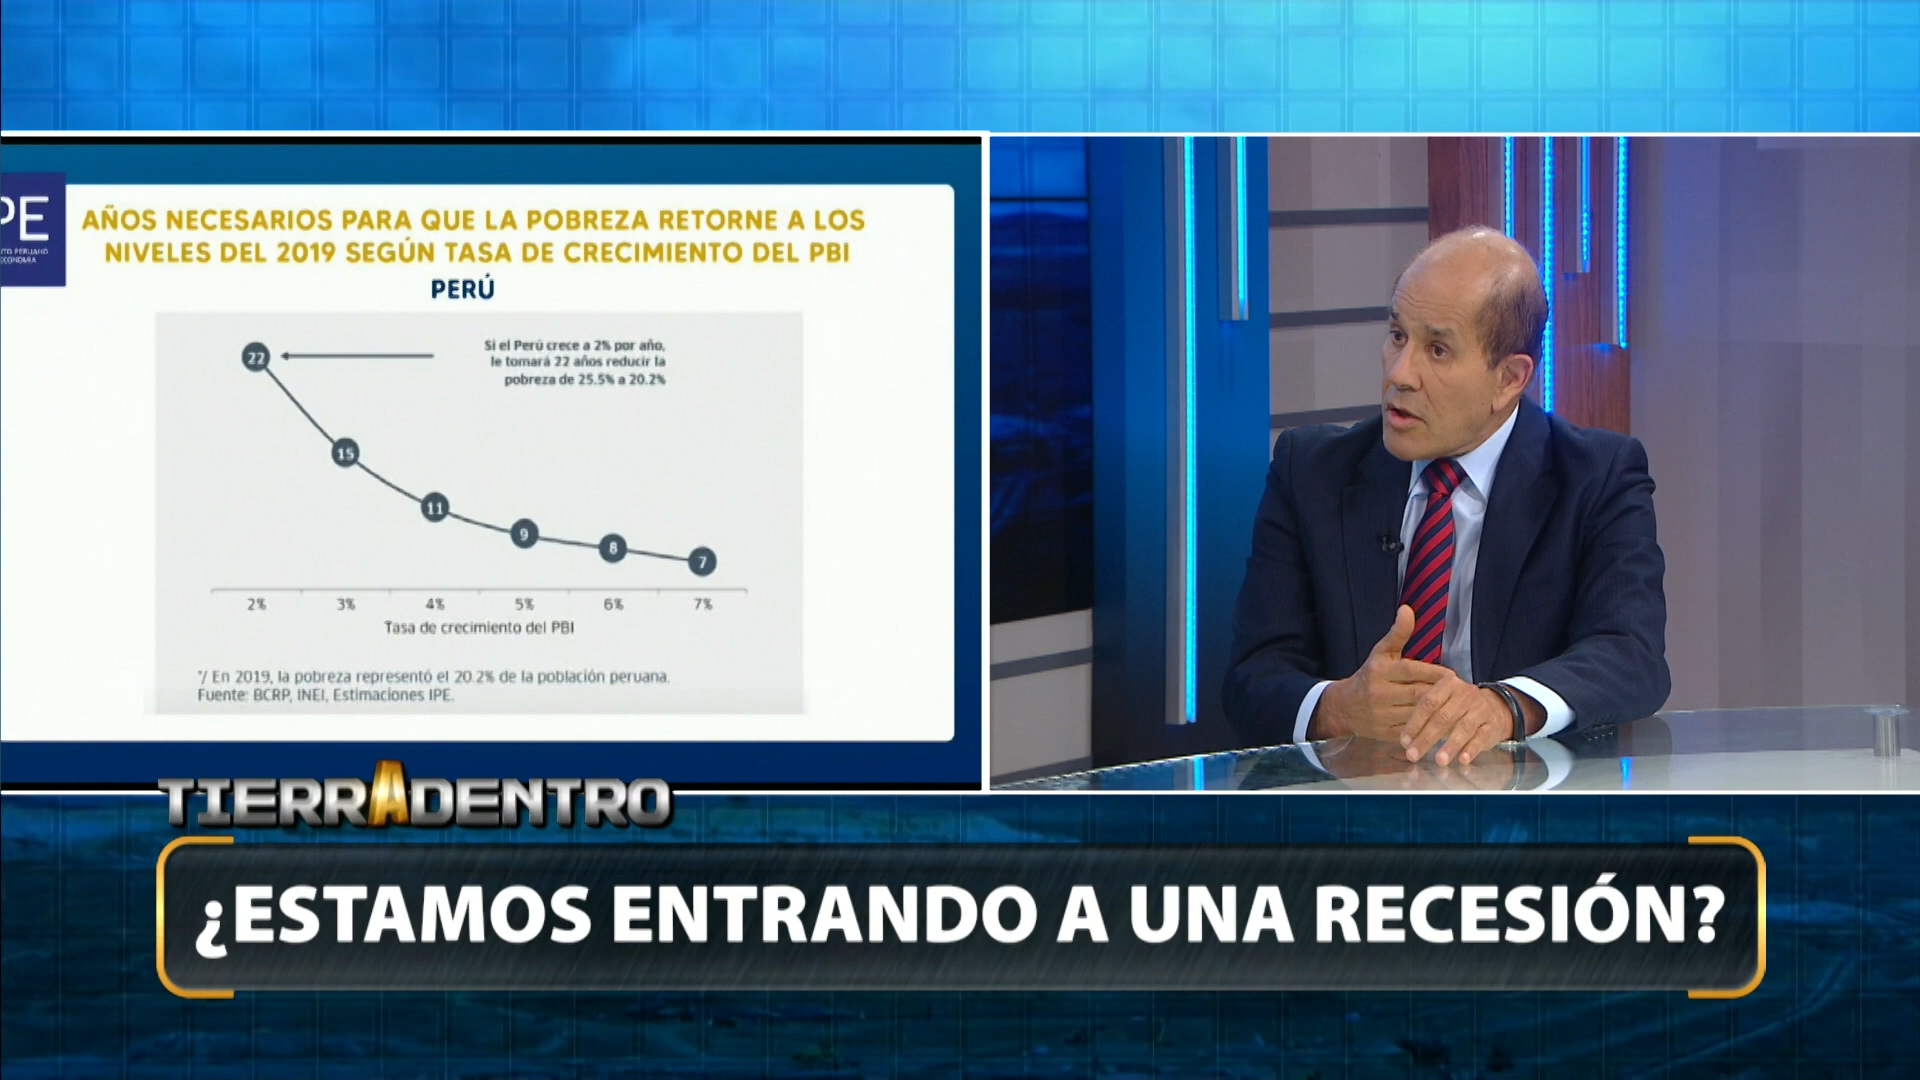 PE
AÑOS NECESARIOS PARA QUE LA POBREZA RETORNE A LOS
NIVELES DEL 2019 SEGÚN TASA DE CRECIMIENTO DEL PBI
PERÚ
22
Si el Perú crece a 2% por año,
le tomará 22 años reducir la
pobreza de 25.5% a 20.2%
15
11
9
8
7
2% 3% 4% 5% 6% 7%
Tasa de crecimiento del PBI
*/ En 2019, la pobreza representó el 20.2% de la población peruana.
Fuente: BCRP, INEI, Estimaciones IPE.
TIERRADENTRO
¿ESTAMOS ENTRANDO A UNA RECESIÓN?